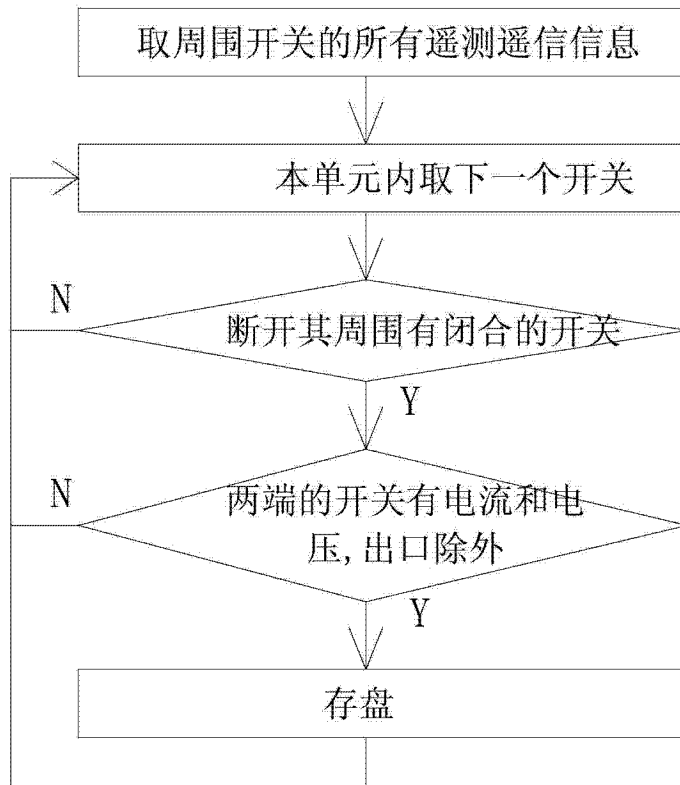 取周围开关的所有遥测遥信信息
本单元内取下一个开关
N
断开其周围有闭合的开关
Y
N
两端的开关有电流和电
压,出口除外
Y
存盘